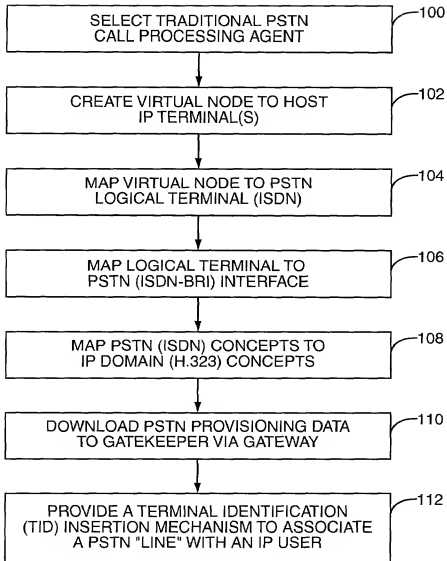 SELECT TRADITIONAL PSTN
CALL PROCESSING AGENT
100
CREATE VIRTUAL NODE TO HOST
IP TERMINAL(S)
102
MAP VIRTUAL NODE TO PSTN
LOGICAL TERMINAL (ISDN)
104
MAP LOGICAL TERMINAL TO
PSTN (ISDN-BRI) INTERFACE
106
MAP PSTN (ISDN) CONCEPTS TO
IP DOMAIN (H.323) CONCEPTS
108
DOWNLOAD PSTN PROVISIONING DATA
TO GATEKEEPER VIA GATEWAY
110
PROVIDE A TERMINAL IDENTIFICATION
(TID) INSERTION MECHANISM TO ASSOCIATE
A PSTN "LINE" WITH AN IP USER
112